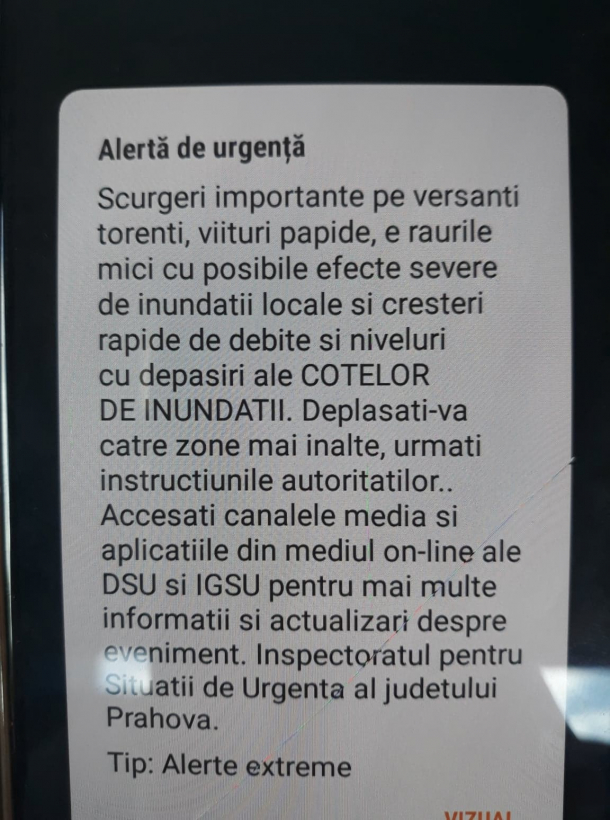 Alertă de urgență
Scurgeri importante pe versanti
torenti, viituri papide, e raurile
mici cu posibile efecte severe
de inundatii locale si cresteri
rapide de debite si niveluri
cu depasiri ale COTELOR
DE INUNDATII. Deplasati-va
catre zone mai inalte, urmati
instructiunile autoritatilor..
Accesati canalele media si
aplicatiile din mediul on-line ale
DSU si IGSU pentru mai multe
informatii si actualizari despre
eveniment. Inspectoratul pentru
Situatii de Urgenta al judetului
Prahova.
Tip: Alerte extreme